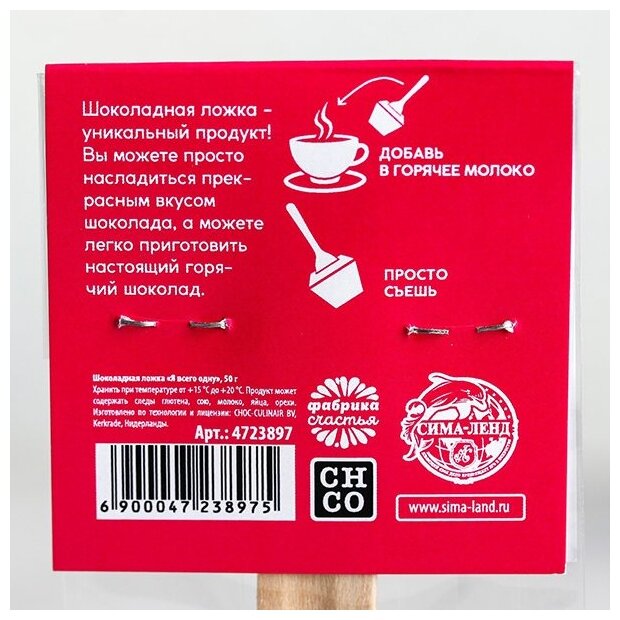 Шоколадная ложка -
уникальный продукт!
Вы можете просто
насладиться прек-
расным вкусом
шоколада, а можете
легко приготовить
настоящий горя-
чий шоколад.
ДОБАВЬ
В ГОРЯЧЕЕ МОЛОКО
ПРОСТО
СЪЕШЬ
Шоколадная ложка «Я всего одну», 50 г
Хранить при температуре от +15 °С до +20 °С. Продукт может
содержать следы глютена, сою, молоко, яйца, орехи.
Изготовлено по технологии и лицензии: CHOC-CULINAIR BV,
Kerkrade, Нидерланды.
Арт.: 4723897
6 900047 238975
фабрика
счастья
CH
CO
СИМА-ЛЕНД
www.sima-land.ru